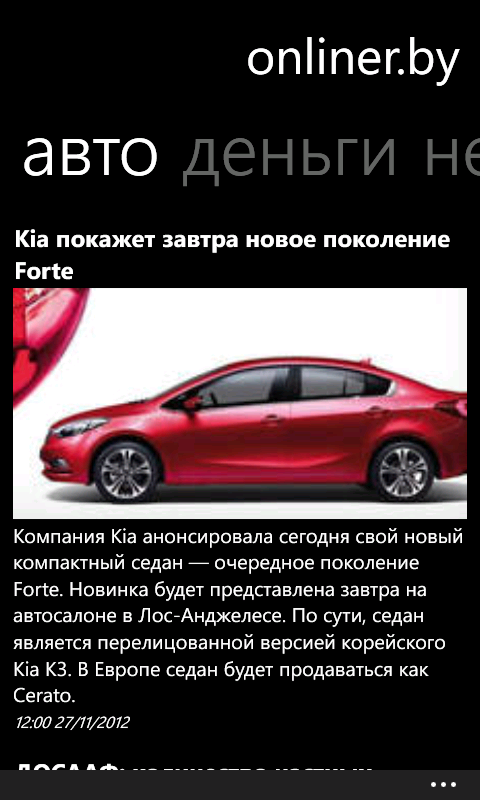 onliner.by
авто деньги не
Kia покажет завтра новое поколение
Forte
Компания Kia анонсировала сегодня свой новый
компактный седан — очередное поколение
Forte. Новинка будет представлена завтра на
автосалоне в Лос-Анджелесе. По сути, седан
является перелицованной версией корейского
Kia K3. В Европе седан будет продаваться как
Cerato.
12:00 27/11/2012
ДОСААФ: количество частных